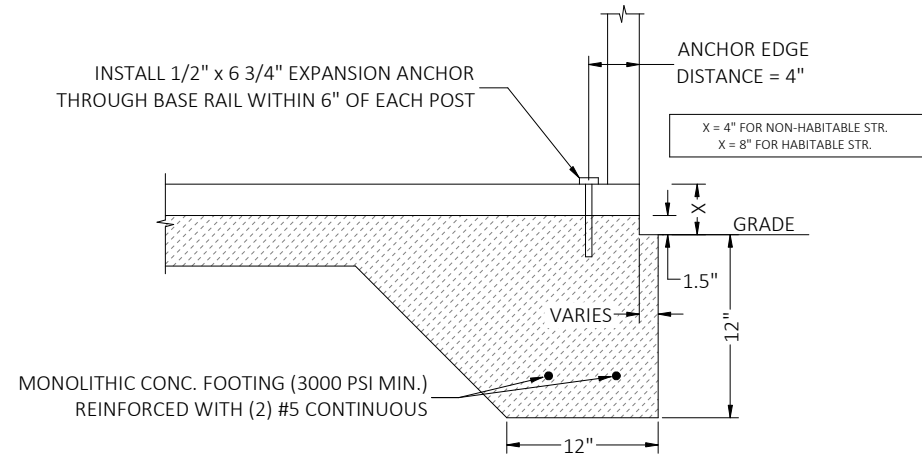 INSTALL 1/2" x 6 3/4" EXPANSION ANCHOR
THROUGH BASE RAIL WITHIN 6" OF EACH POST
ANCHOR EDGE
DISTANCE = 4"
X = 4" FOR NON-HABITABLE STR.
X = 8" FOR HABITABLE STR.
X
GRADE
1.5"
VARIES
12"
MONOLITHIC CONC. FOOTING (3000 PSI MIN.)
REINFORCED WITH (2) #5 CONTINUOUS
12"